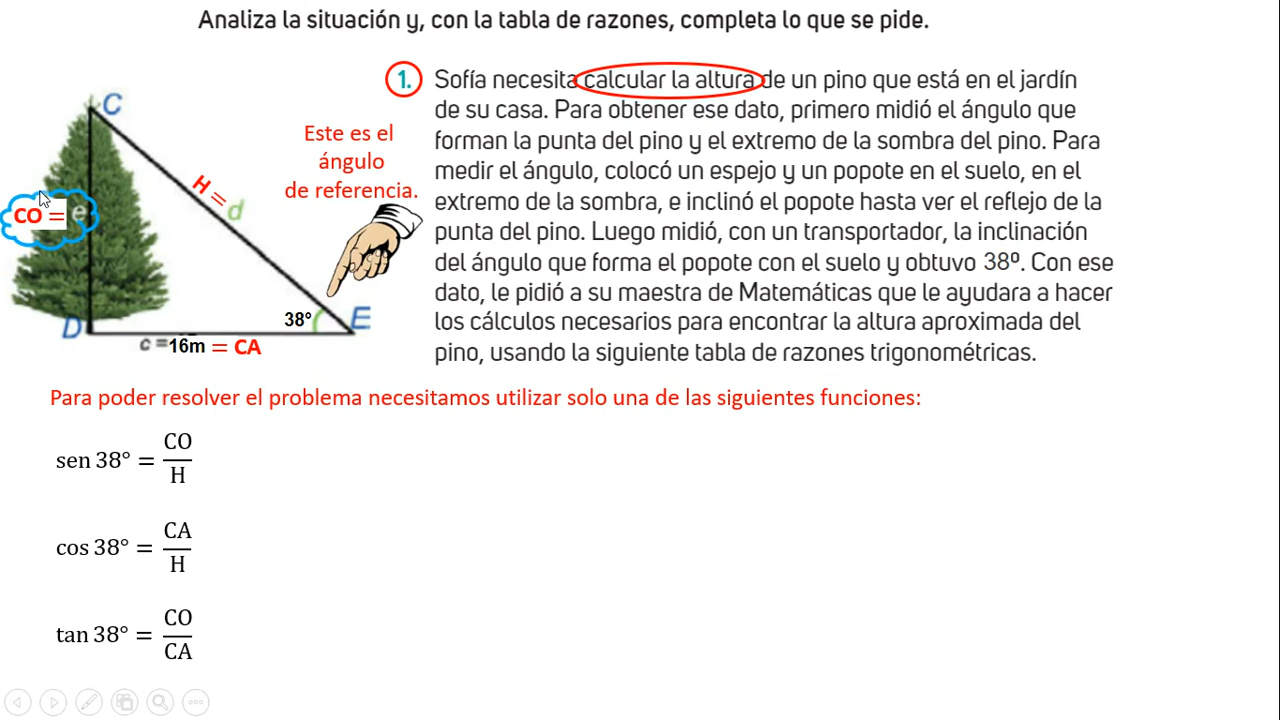 Analiza la situación y, con la tabla de razones, completa lo que se pide.
1. Sofía necesita calcular la altura de un pino que está en el jardín
de su casa. Para obtener ese dato, primero midió el ángulo que
forman la punta del pino y el extremo de la sombra del pino. Para
medir el ángulo, colocó un espejo y un popote en el suelo, en el
extremo de la sombra, e inclinó el popote hasta ver el reflejo de la
punta del pino. Luego midió, con un transportador, la inclinación
del ángulo que forma el popote con el suelo y obtuvo 38º. Con ese
dato, le pidió a su maestra de Matemáticas que le ayudara a hacer
los cálculos necesarios para encontrar la altura aproximada del
pino, usando la siguiente tabla de razones trigonométricas.
C
Este es el
ángulo
de referencia.
H = d
CO = e
38°
D
E
c = 16m = CA
Para poder resolver el problema necesitamos utilizar solo una de las siguientes funciones:
sen 38° = CO/H
cos 38° = CA/H
tan 38° = CO/CA